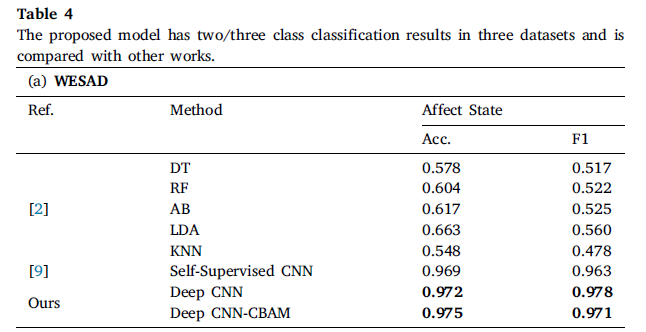 Table 4
The proposed model has two/three class classification results in three datasets and is
compared with other works.
(a) WESAD
Ref. Method Affect State
Acc. F1
DT 0.578 0.517
RF 0.604 0.522
[2] AB 0.617 0.525
LDA 0.663 0.560
KNN 0.548 0.478
[9] Self-Supervised CNN 0.969 0.963
Ours Deep CNN 0.972 0.978
Deep CNN-CBAM 0.975 0.971